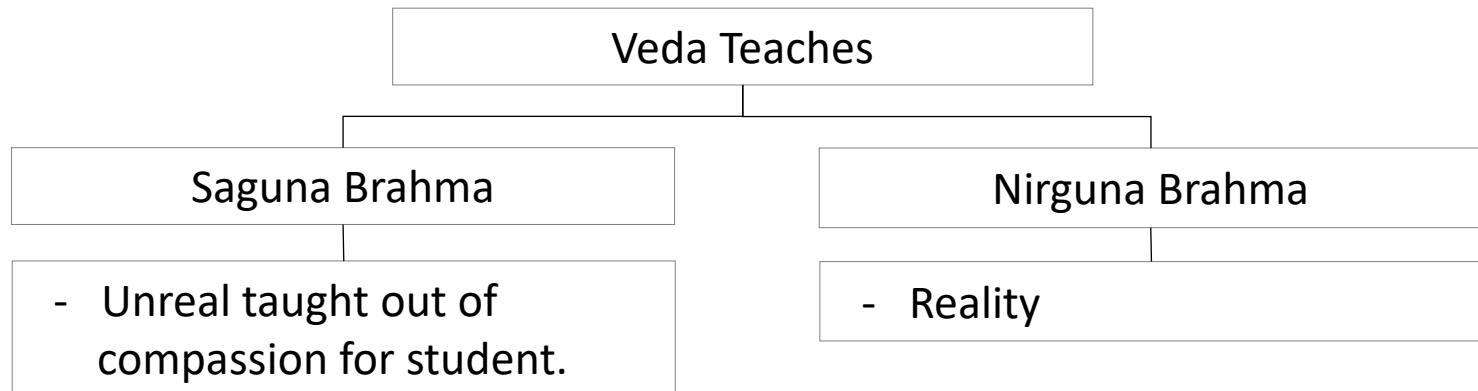 Veda Teaches
Saguna Brahma
Nirguna Brahma
- Unreal taught out of
compassion for student.
- Reality